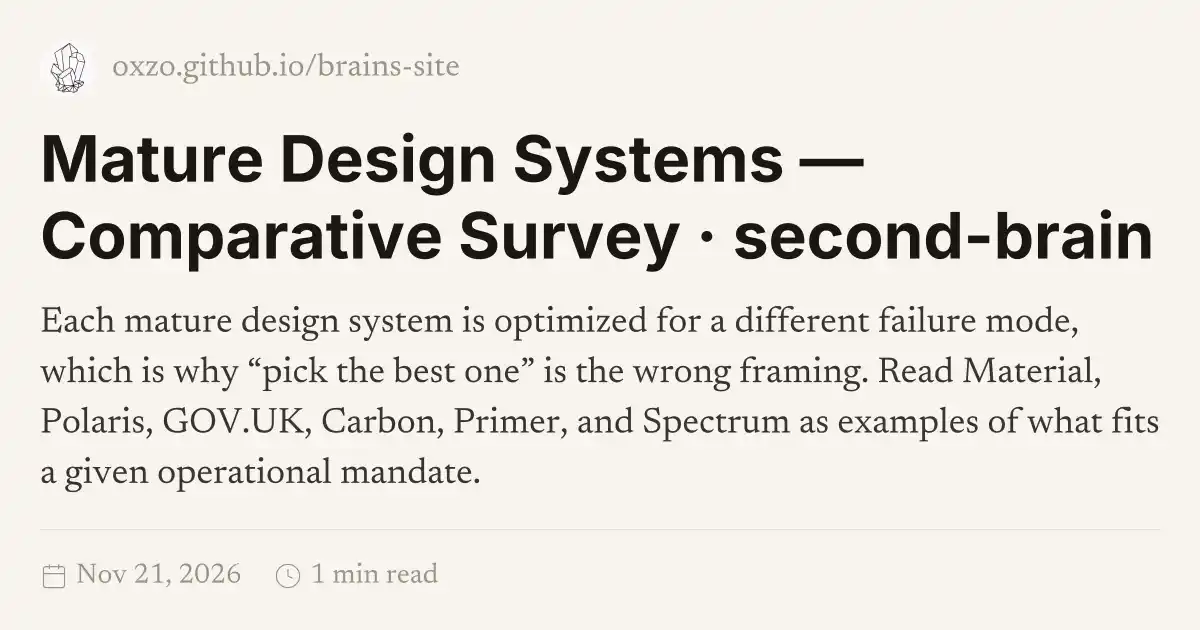 oxzo.github.io/brains-site
Mature Design Systems —
Comparative Survey · second-brain
Each mature design system is optimized for a different failure mode,
which is why “pick the best one” is the wrong framing. Read Material,
Polaris, GOV.UK, Carbon, Primer, and Spectrum as examples of what fits
a given operational mandate.
Nov 21, 2026 1 min read